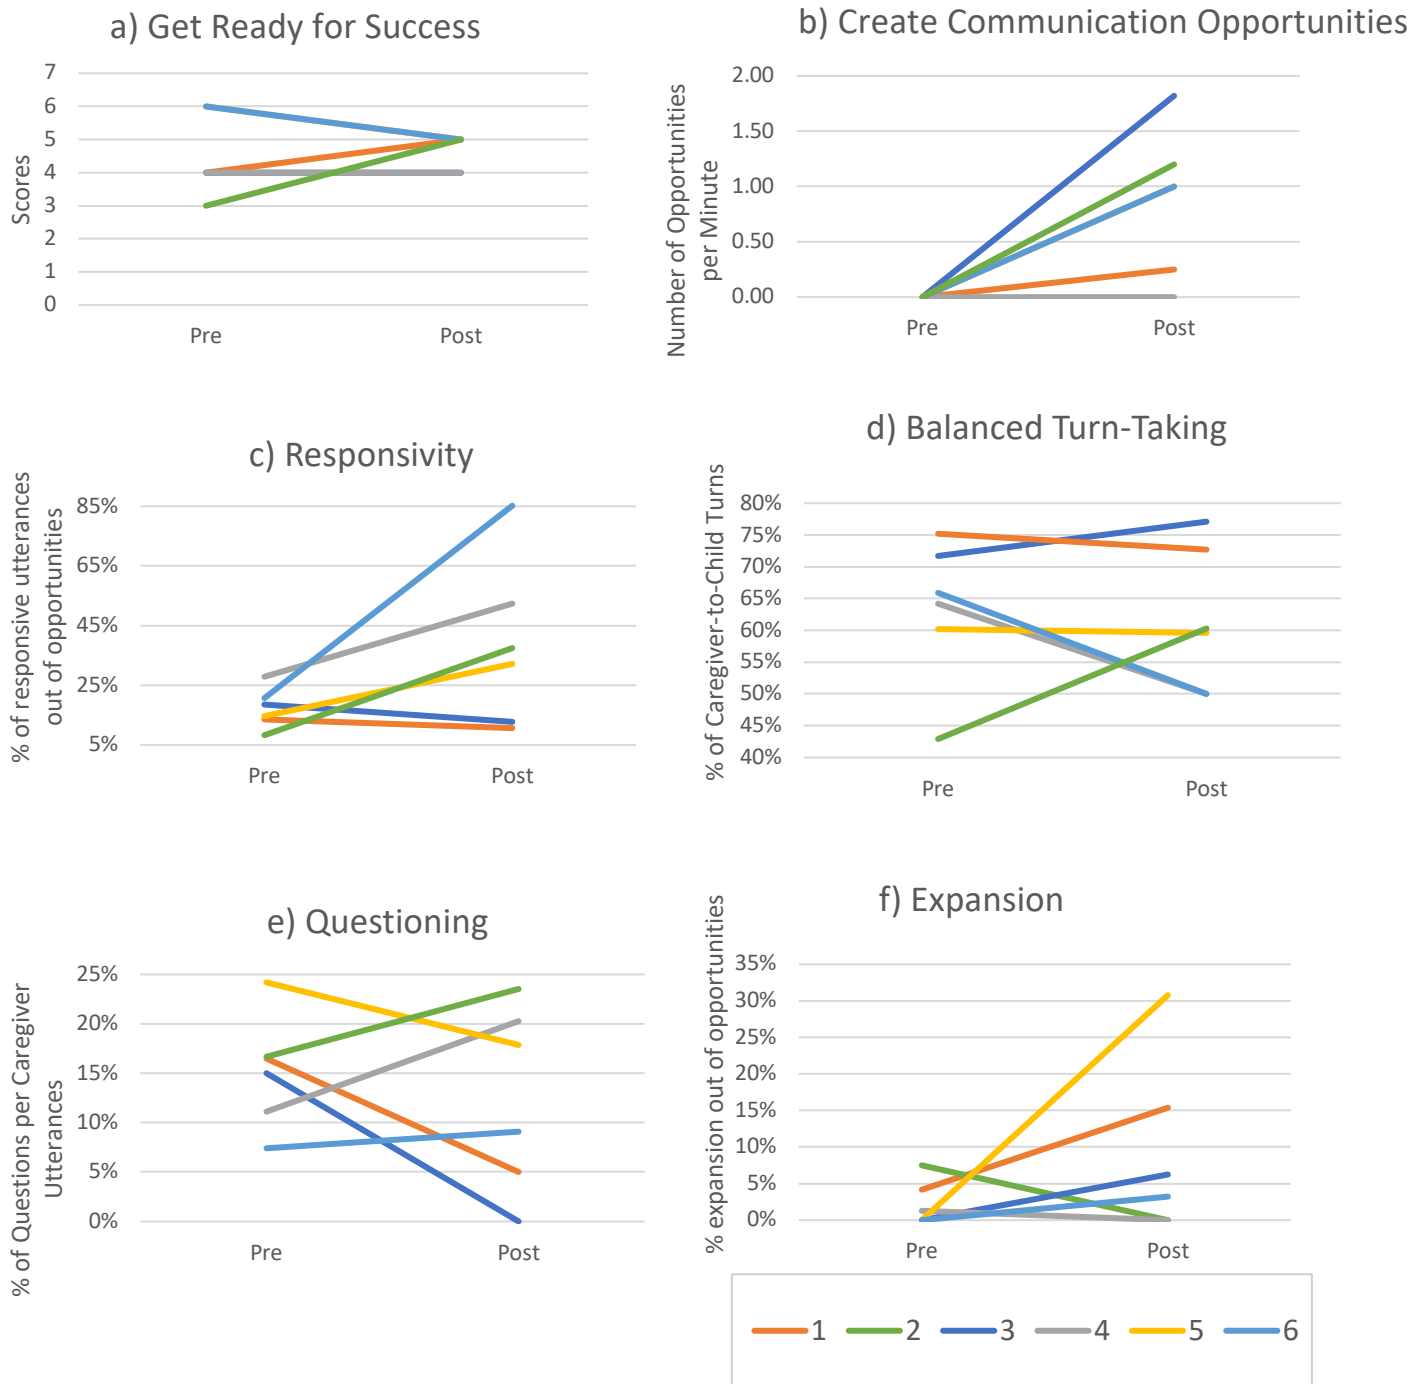 a) Get Ready for Success
7
6
5
4
3
2
1
0
Scores
Pre
Post
b) Create Communication Opportunities
2.00
1.50
1.00
0.50
0.00
Number of Opportunities
per Minute
Pre
Post
c) Responsivity
85%
65%
45%
25%
5%
% of responsive utterances
out of opportunities
Pre
Post
d) Balanced Turn-Taking
80%
75%
70%
65%
60%
55%
50%
45%
40%
% of Caregiver-to-Child Turns
Pre
Post
e) Questioning
25%
20%
15%
10%
5%
0%
% of Questions per Caregiver
Utterances
Pre
Post
f) Expansion
35%
30%
25%
20%
15%
10%
5%
0%
% expansion out of opportunities
Pre
Post
1 2 3 4 5 6